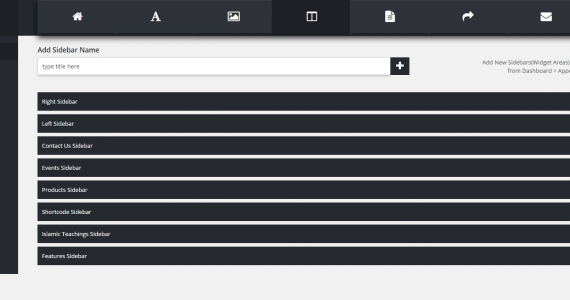 Add Sidebar Name
type title here
Add New Sidebars(Widget Areas)
from Dashboard > Appe
Right Sidebar
Left Sidebar
Contact Us Sidebar
Events Sidebar
Products Sidebar
Shortcode Sidebar
Islamic Teachings Sidebar
Features Sidebar